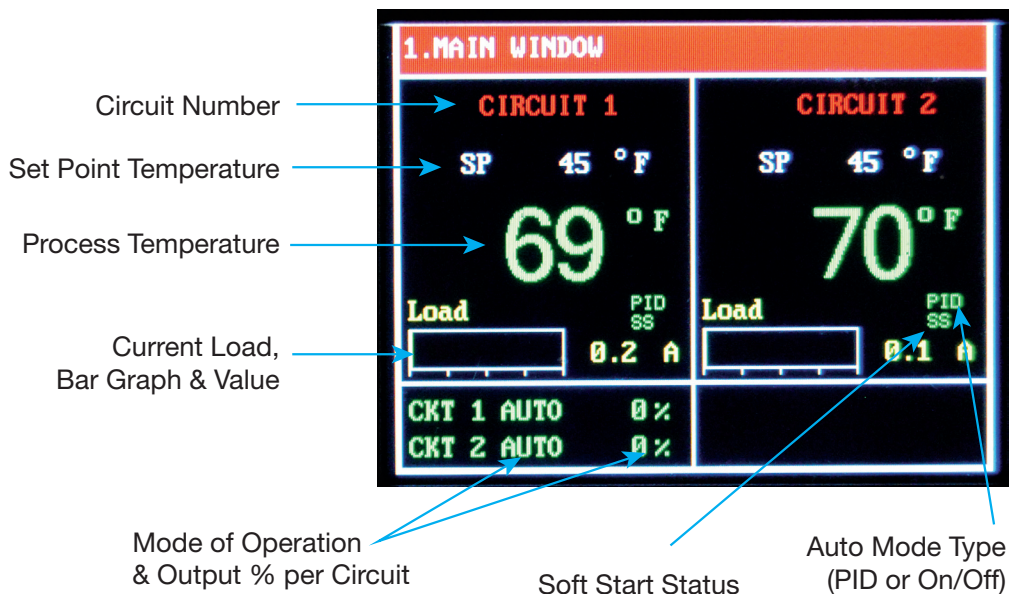 1.MAIN WINDOW
Circuit Number
CIRCUIT 1
CIRCUIT 2
Set Point Temperature
SP 45 °F
SP 45 °F
Process Temperature
69 °F
70 °F
Load
PID
SS
Load
PID
SS
Current Load,
Bar Graph & Value
0.2 A
0.1 A
CKT 1 AUTO 0%
CKT 2 AUTO 0%
Mode of Operation
& Output % per Circuit
Soft Start Status
Auto Mode Type
(PID or On/Off)